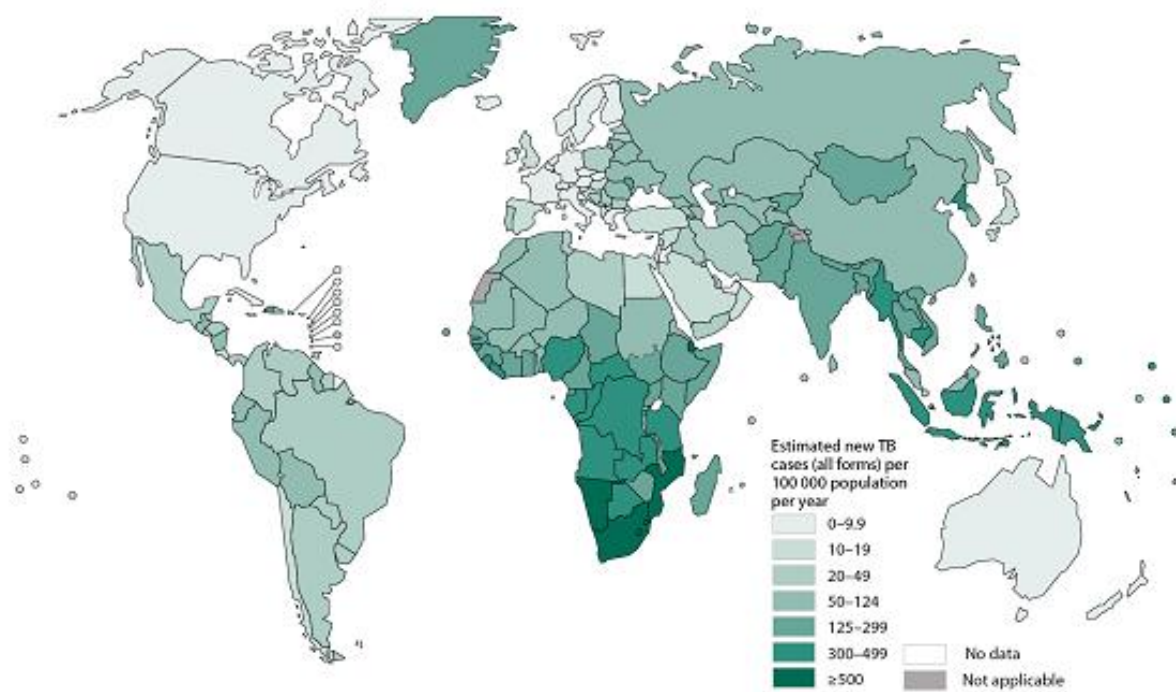 Estimated new TB
cases (all forms) per
100 000 population
per year
0–9.9
10–19
20–49
50–124
125–299
300–499
≥500
No data
Not applicable